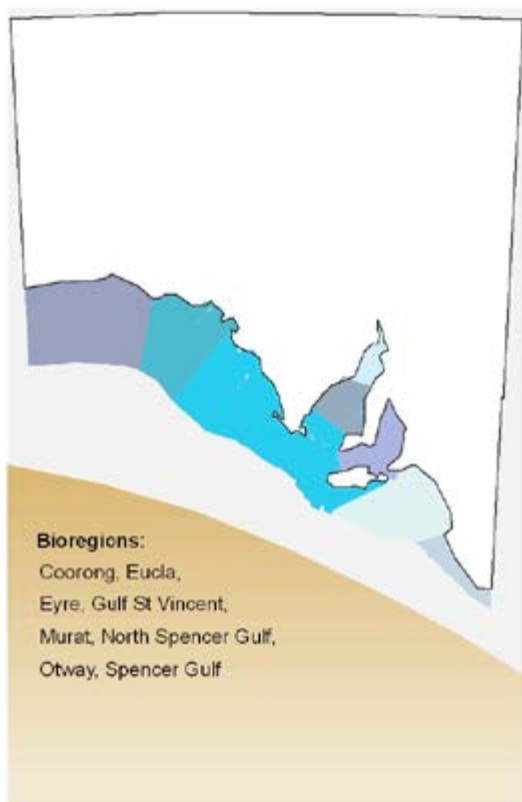 Bioregions:
Coorong, Eucla,
Eyre, Gulf St Vincent,
Murat, North Spencer Gulf,
Otway, Spencer Gulf